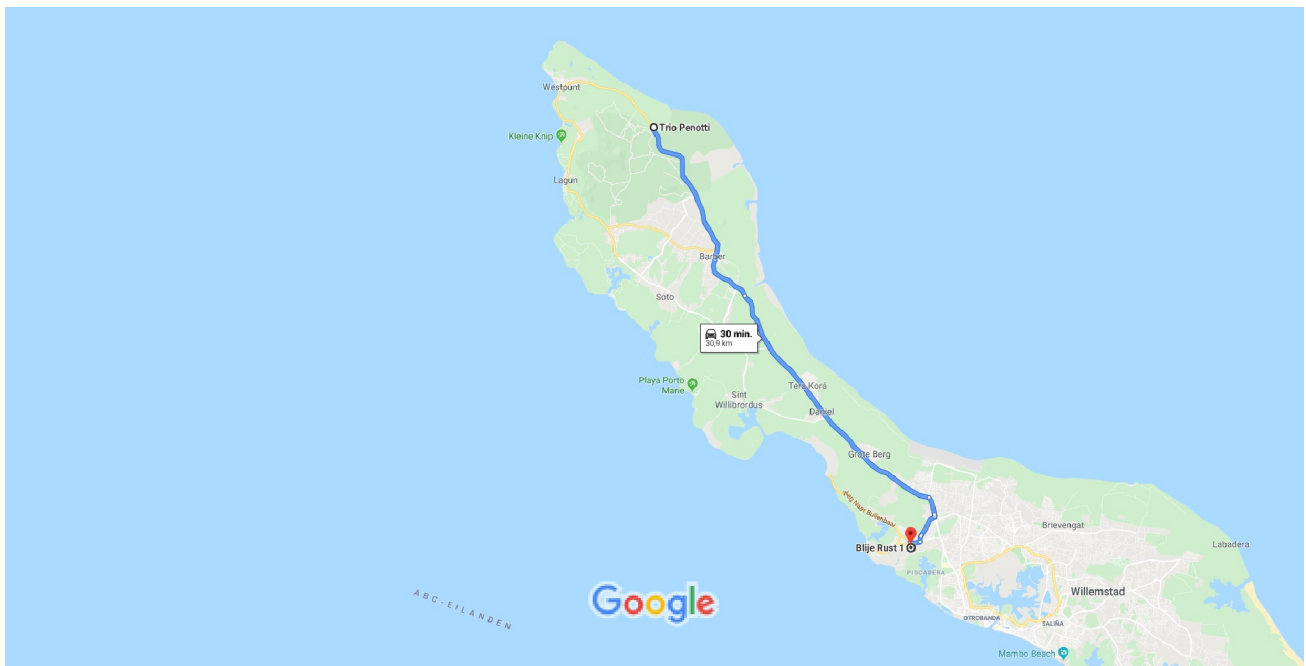 Westpunt
Trio Penotti
Kleine Knip
Lagun
Barber
Soto
30 min.
30,9 km
Playa Porto
Marie
Tera Korá
Sint
Willibrordus
Daniel
Grote Berg
Weg Naar Bullenbaai
Brievengat
Labadera
Blije Rust 1
PISCADERA
Willemstad
ABC-EILANDEN
Google
OTROBANDA
SALIÑA
Mambo Beach